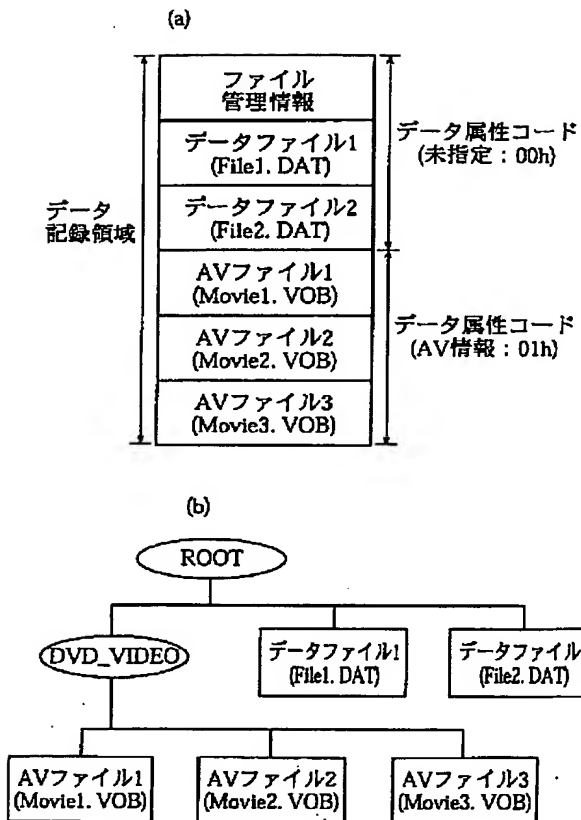 (a)
ファイル
管理情報
データファイル1
(File1. DAT)
データファイル2
(File2. DAT)
AVファイル1
(Movie1. VOB)
AVファイル2
(Movie2. VOB)
AVファイル3
(Movie3. VOB)
データ
記録領域
データ属性コード
(未指定：00h)
データ属性コード
(AV情報：01h)
(b)
ROOT
DVD_VIDEO
データファイル1
(File1. DAT)
データファイル
(File2. DAT)
AVファイル1
(Movie1. VOB)
AVファイル2
(Movie2. VOB)
AVファイル3
(Movie3. VOB)